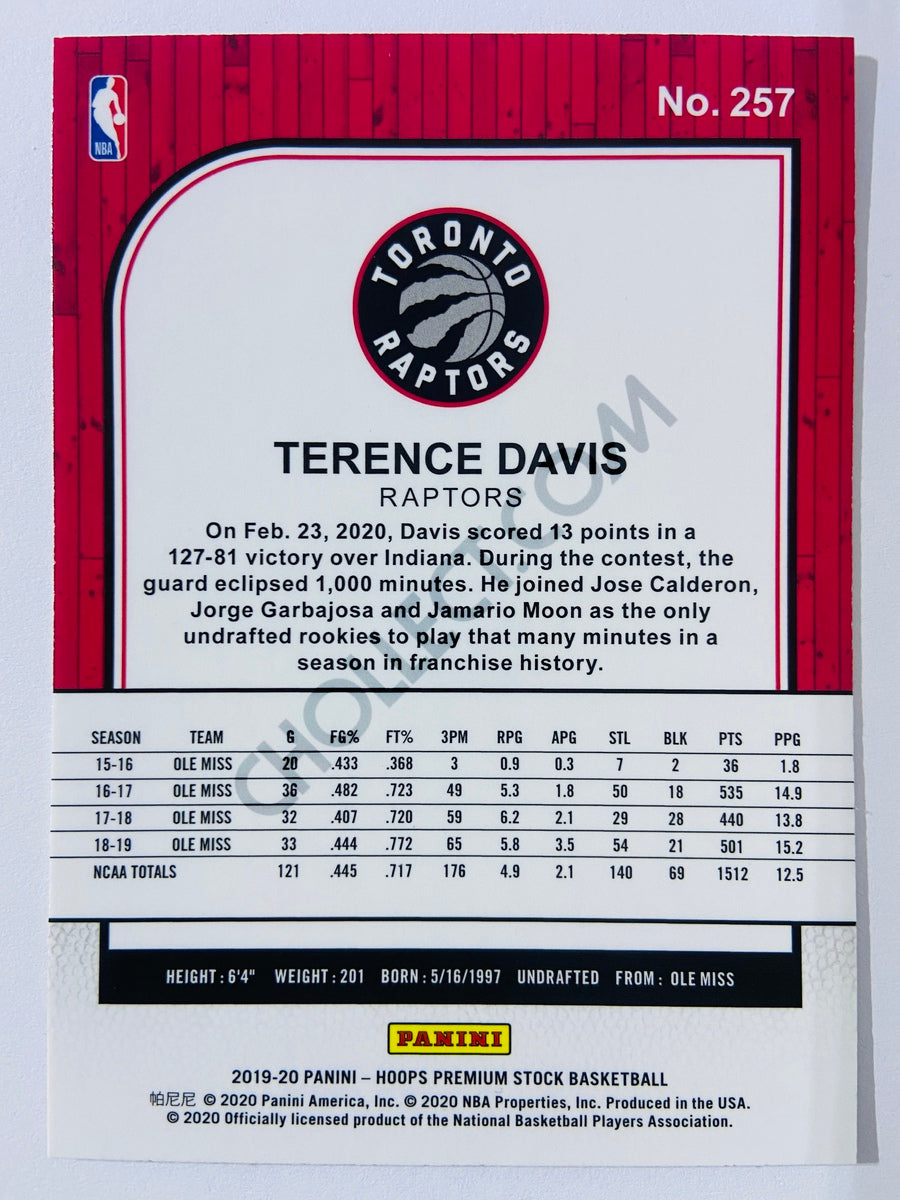 No. 257
NBA
TORONTO
RAPTORS
TERENCE DAVIS
RAPTORS
On Feb. 23, 2020, Davis scored 13 points in a
127-81 victory over Indiana. During the contest, the
guard eclipsed 1,000 minutes. He joined Jose Calderon,
Jorge Garbajosa and Jamario Moon as the only
undrafted rookies to play that many minutes in a
season in franchise history.
CHOLLECT.COM
SEASON TEAM G FG% FT% 3PM RPG APG STL BLK PTS PPG
15-16 OLE MISS 20 .433 .368 3 0.9 0.3 7 2 36 1.8
16-17 OLE MISS 36 .482 .723 49 5.3 1.8 50 18 535 14.9
17-18 OLE MISS 32 .407 .720 59 6.2 2.1 29 28 440 13.8
18-19 OLE MISS 33 .444 .772 65 5.8 3.5 54 21 501 15.2
NCAA TOTALS 121 .445 .717 176 4.9 2.1 140 69 1512 12.5
HEIGHT : 6'4" WEIGHT : 201 BORN : 5/16/1997 UNDRAFTED FROM : OLE MISS
PANINI
2019-20 PANINI – HOOPS PREMIUM STOCK BASKETBALL
帕尼尼 © 2020 Panini America, Inc. © 2020 NBA Properties, Inc. Produced in the USA.
© 2020 Officially licensed product of the National Basketball Players Association.